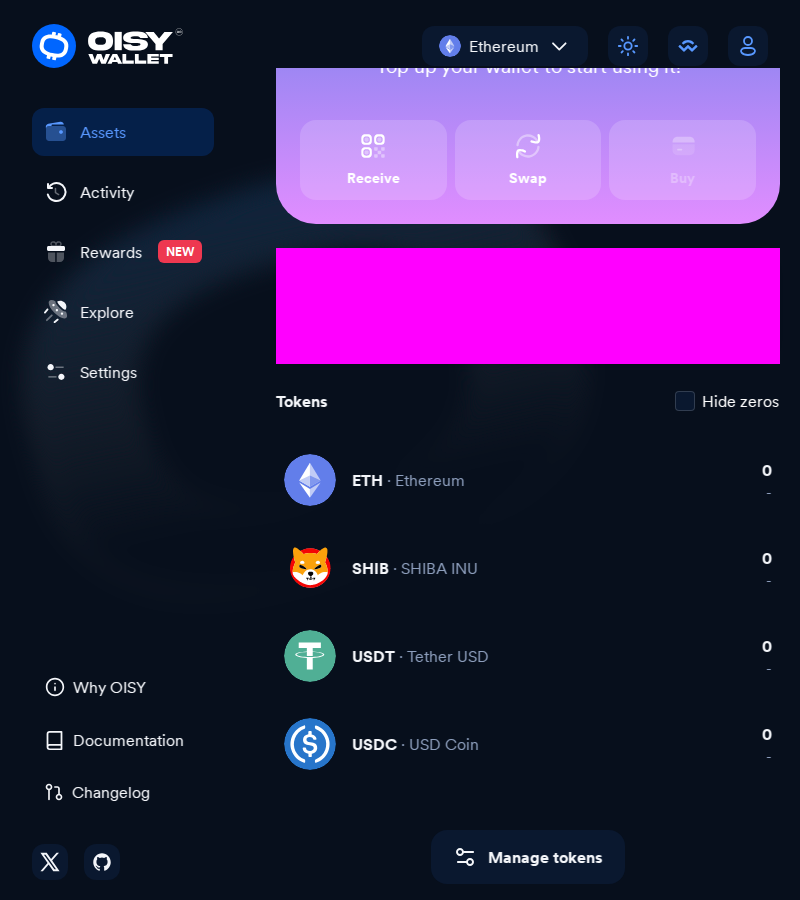 OISY
WALLET
Ethereum
Top up your wallet to start using it!
Receive
Swap
Buy
Assets
Activity
Rewards
NEW
Explore
Settings
Tokens
Hide zeros
ETH · Ethereum
0
-
SHIB · SHIBA INU
0
-
USDT · Tether USD
0
-
USDC · USD Coin
0
-
Why OISY
Documentation
Changelog
Manage tokens